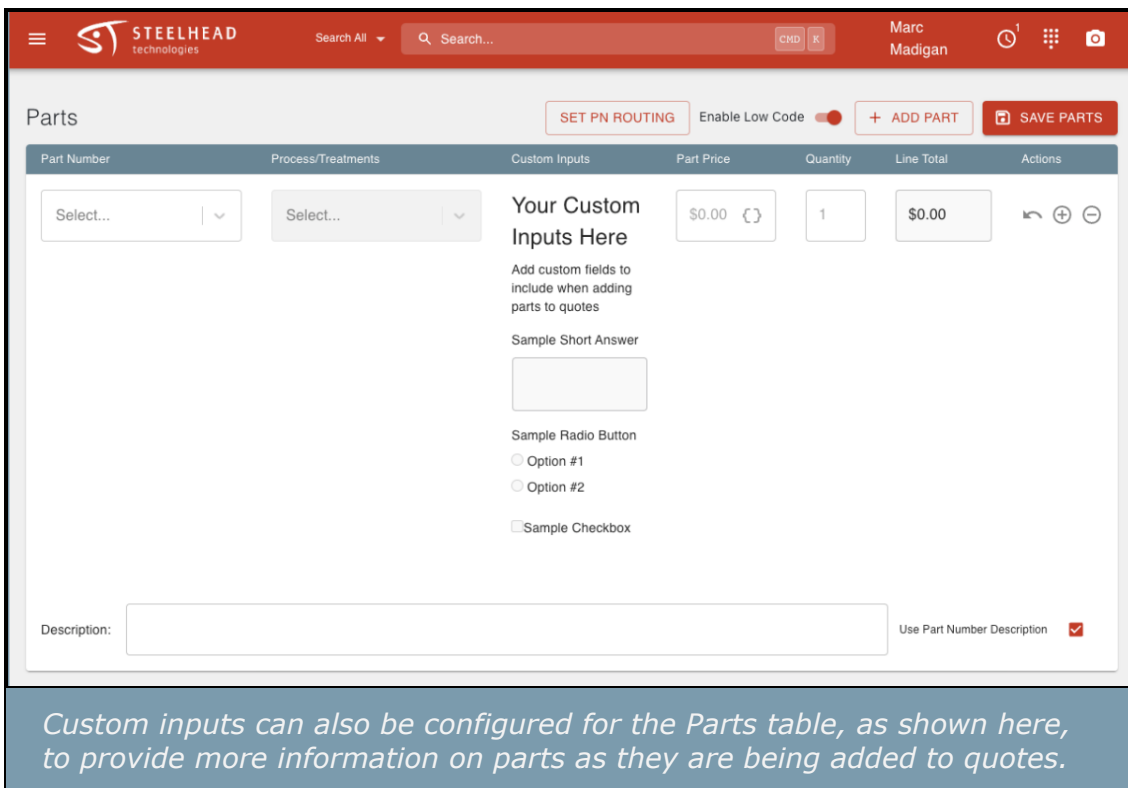 STEELHEAD
technologies
Search All
Search...
CMD K
Marc
Madigan
1
Parts
SET PN ROUTING
Enable Low Code
+ ADD PART
SAVE PARTS
Part Number Process/Treatments Custom Inputs Part Price Quantity Line Total Actions
Select...
Select...
Your Custom
Inputs Here
$0.00 {}
1
$0.00
Add custom fields to
include when adding
parts to quotes
Sample Short Answer
Sample Radio Button
Option #1
Option #2
Sample Checkbox
Description:
Use Part Number Description
Custom inputs can also be configured for the Parts table, as shown here,
to provide more information on parts as they are being added to quotes.